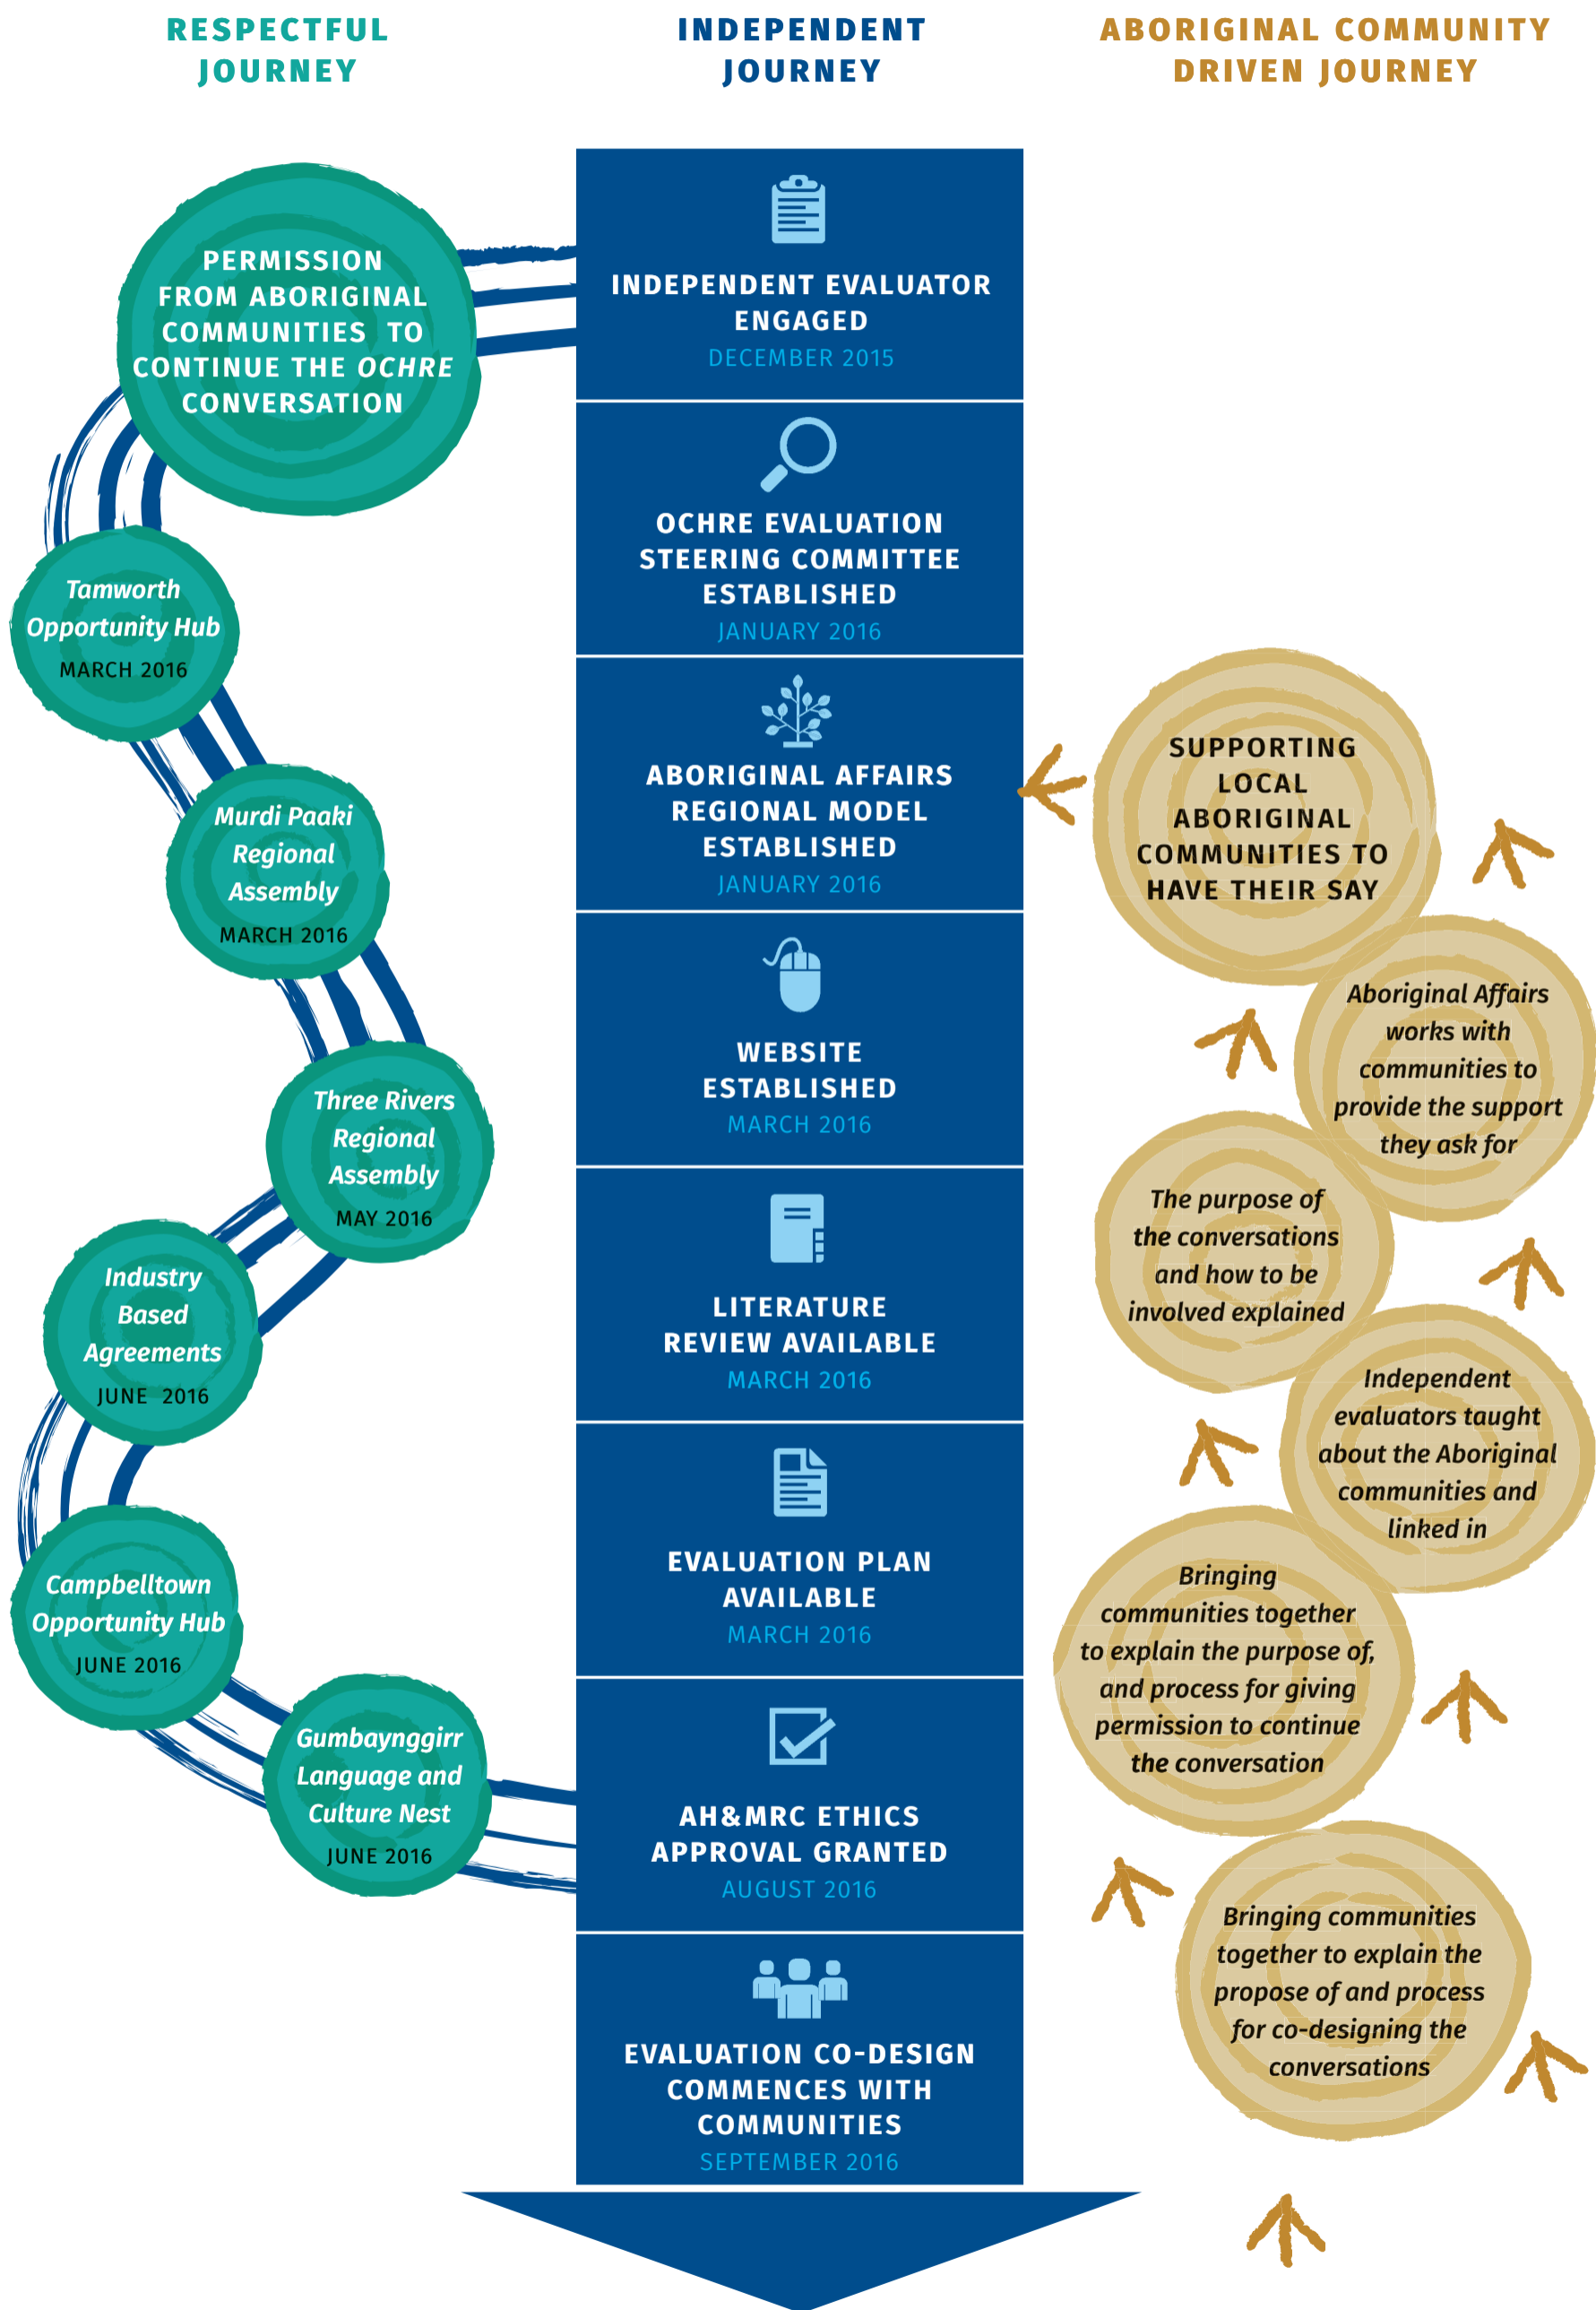 RESPECTFUL
JOURNEY
PERMISSION
FROM ABORIGINAL
COMMUNITIES TO
CONTINUE THE OCHRE
CONVERSATION
Tamworth
Opportunity Hub
MARCH 2016
Murdi Paaki
Regional
Assembly
MARCH 2016
Three Rivers
Regional
Assembly
MAY 2016
Industry
Based
Agreements
JUNE 2016
Campbelltown
Opportunity Hub
JUNE 2016
Gumbaynggirr
Language and
Culture Nest
JUNE 2016
INDEPENDENT
JOURNEY
INDEPENDENT EVALUATOR
ENGAGED
DECEMBER 2015
OCHRE EVALUATION
STEERING COMMITTEE
ESTABLISHED
JANUARY 2016
ABORIGINAL AFFAIRS
REGIONAL MODEL
ESTABLISHED
JANUARY 2016
WEBSITE
ESTABLISHED
MARCH 2016
LITERATURE
REVIEW AVAILABLE
MARCH 2016
EVALUATION PLAN
AVAILABLE
MARCH 2016
AH&MRC ETHICS
APPROVAL GRANTED
AUGUST 2016
EVALUATION CO-DESIGN
COMMENCES WITH
COMMUNITIES
SEPTEMBER 2016
ABORIGINAL COMMUNITY
DRIVEN JOURNEY
SUPPORTING
LOCAL
ABORIGINAL
COMMUNITIES TO
HAVE THEIR SAY
Aboriginal Affairs
works with
communities to
provide the support
they ask for
The purpose of
the conversations
and how to be
involved explained
Independent
evaluators taught
about the Aboriginal
communities and
linked in
Bringing
communities together
to explain the purpose of,
and process for giving
permission to continue
the conversation
Bringing communities
together to explain the
propose of and process
for co-designing the
conversations